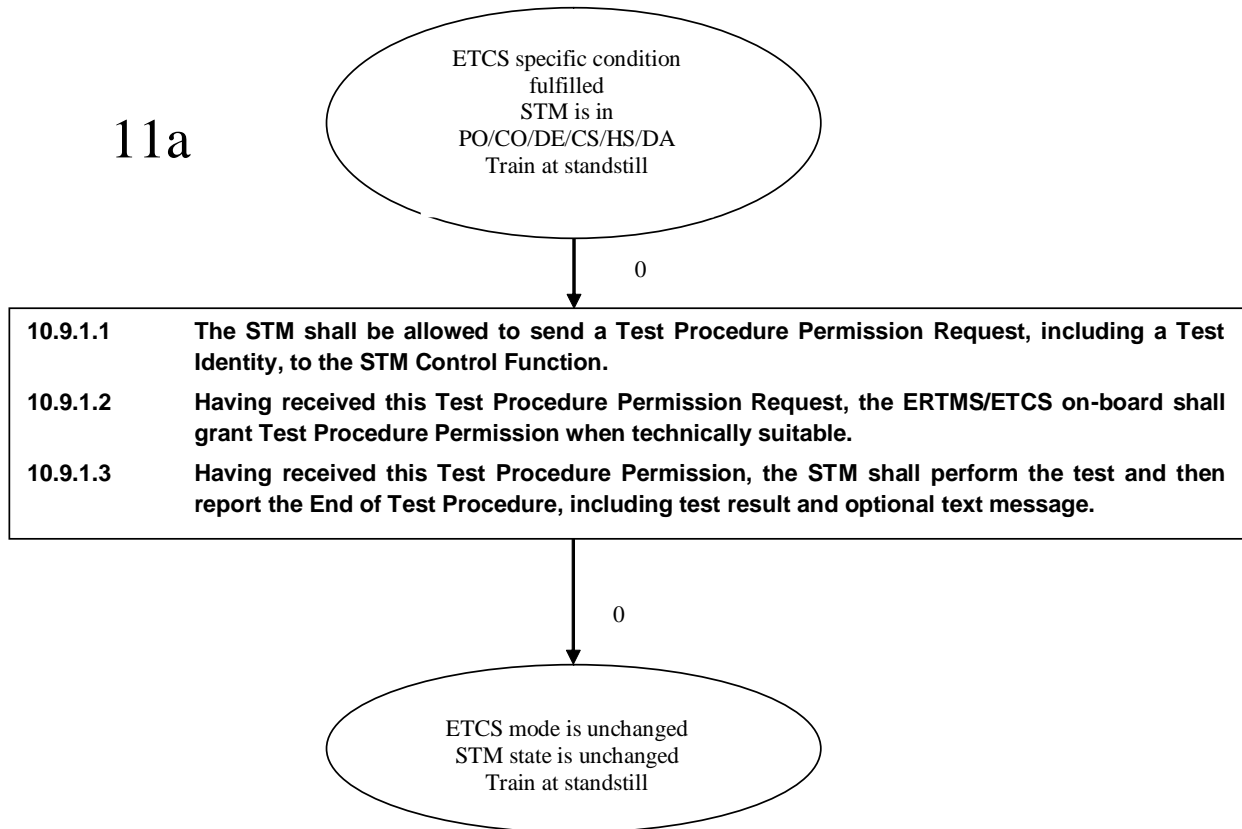 ETCS specific condition
fulfilled
STM is in
PO/CO/DE/CS/HS/DA
Train at standstill
11a
0
10.9.1.1 The STM shall be allowed to send a Test Procedure Permission Request, including a Test
Identity, to the STM Control Function.
10.9.1.2 Having received this Test Procedure Permission Request, the ERTMS/ETCS on-board shall
grant Test Procedure Permission when technically suitable.
10.9.1.3 Having received this Test Procedure Permission, the STM shall perform the test and then
report the End of Test Procedure, including test result and optional text message.
0
ETCS mode is unchanged
STM state is unchanged
Train at standstill